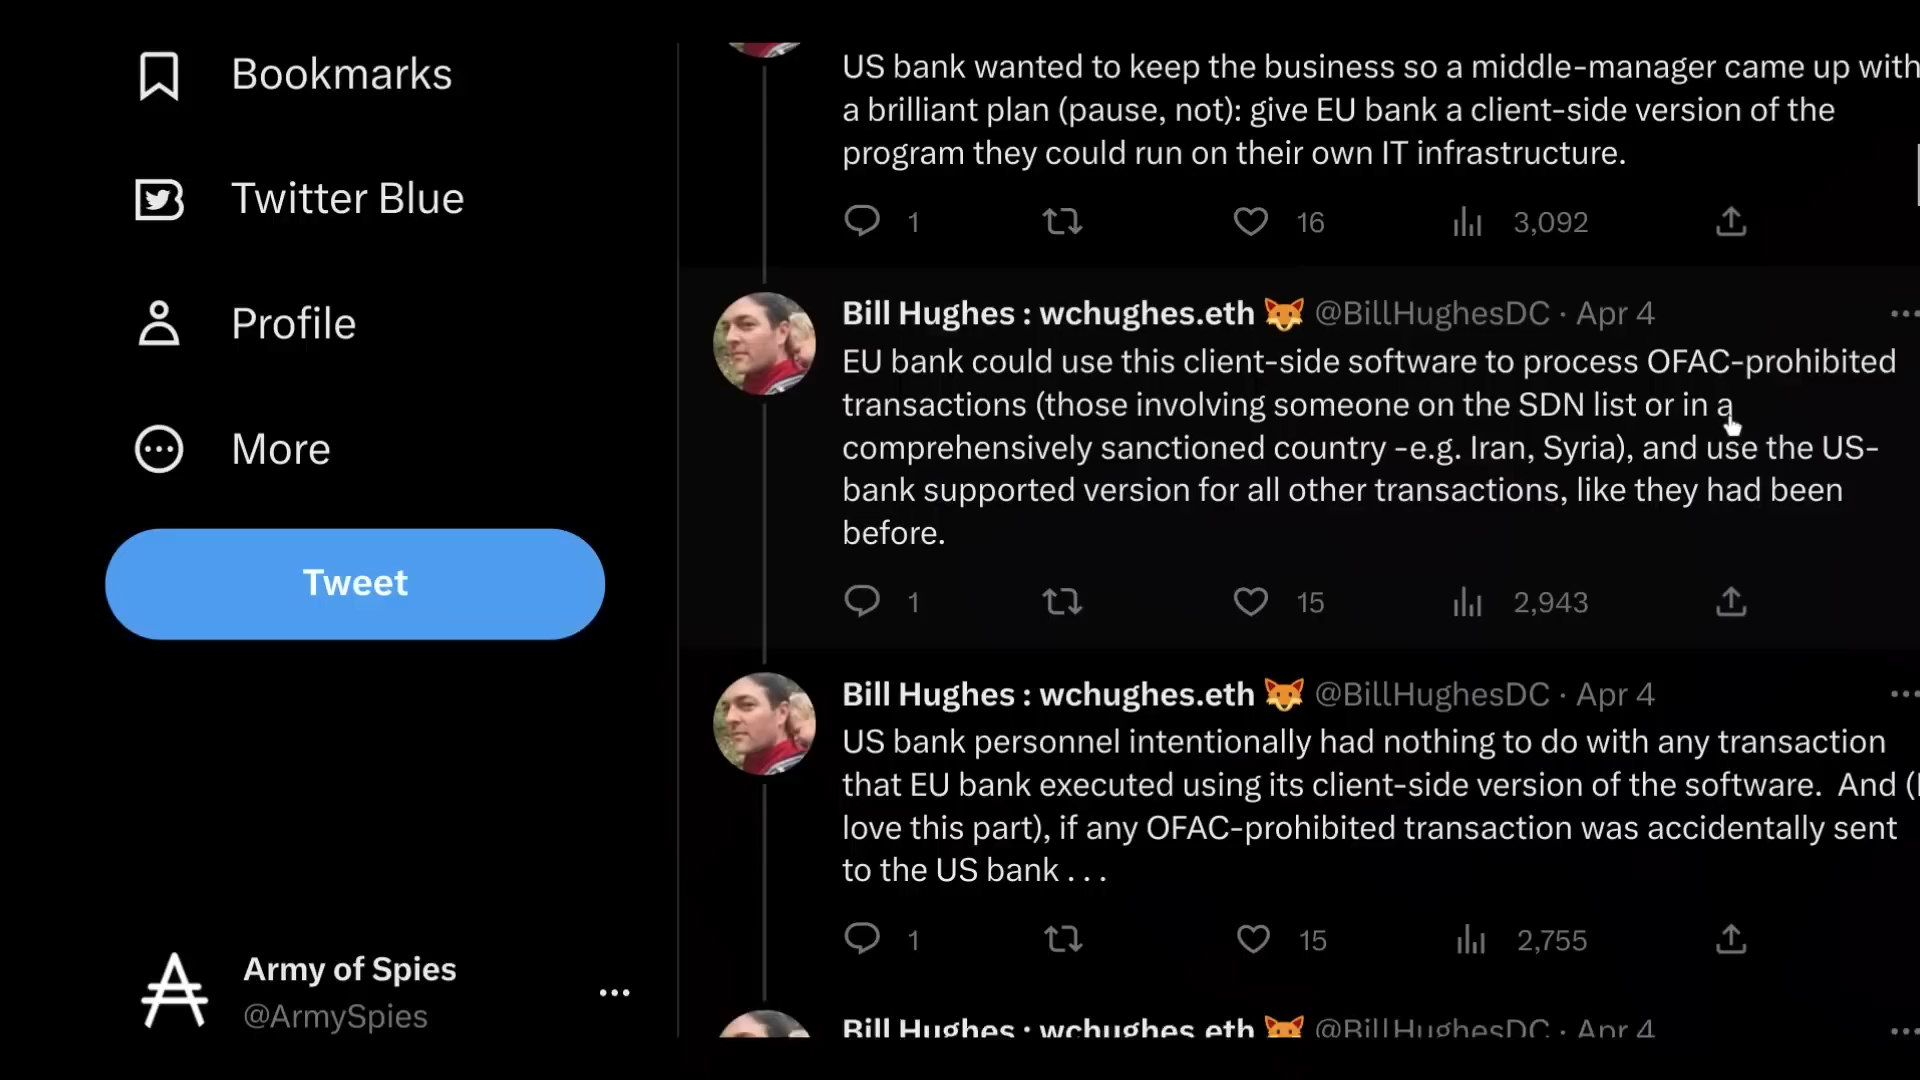 Bookmarks
Twitter Blue
Profile
More
Tweet
Army of Spies
@ArmySpies
US bank wanted to keep the business so a middle-manager came up with
a brilliant plan (pause, not): give EU bank a client-side version of the
program they could run on their own IT infrastructure.
1 16 3,092
Bill Hughes : wchughes.eth 🦊 @BillHughesDC · Apr 4
EU bank could use this client-side software to process OFAC-prohibited
transactions (those involving someone on the SDN list or in a
comprehensively sanctioned country -e.g. Iran, Syria), and use the US-
bank supported version for all other transactions, like they had been
before.
1 15 2,943
Bill Hughes : wchughes.eth 🦊 @BillHughesDC · Apr 4
US bank personnel intentionally had nothing to do with any transaction
that EU bank executed using its client-side version of the software. And (I
love this part), if any OFAC-prohibited transaction was accidentally sent
to the US bank . . .
1 15 2,755
Bill Hughes : wchughes.eth 🦊 @BillHughesDC · Apr 4